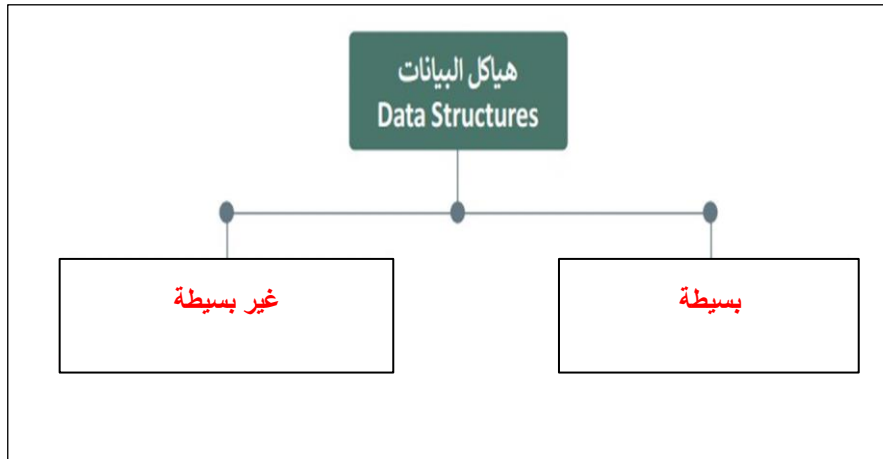 هياكل البيانات
Data Structures
بسيطة
غير بسيطة